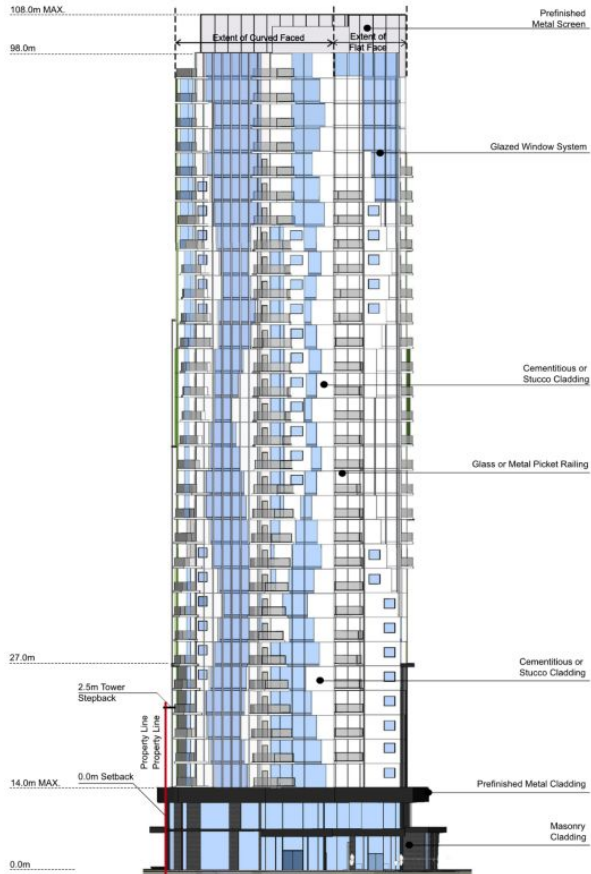 108.0m MAX.
Prefinished
Metal Screen
Extent of Curved Faced
Extent of
Flat Face
98.0m
Glazed Window System
Cementitious or
Stucco Cladding
Glass or Metal Picket Railing
27.0m
Cementitious or
Stucco Cladding
2.5m Tower
Stepback
Property Line
Property Line
0.0m Setback
14.0m MAX.
Prefinished Metal Cladding
Masonry
Cladding
0.0m